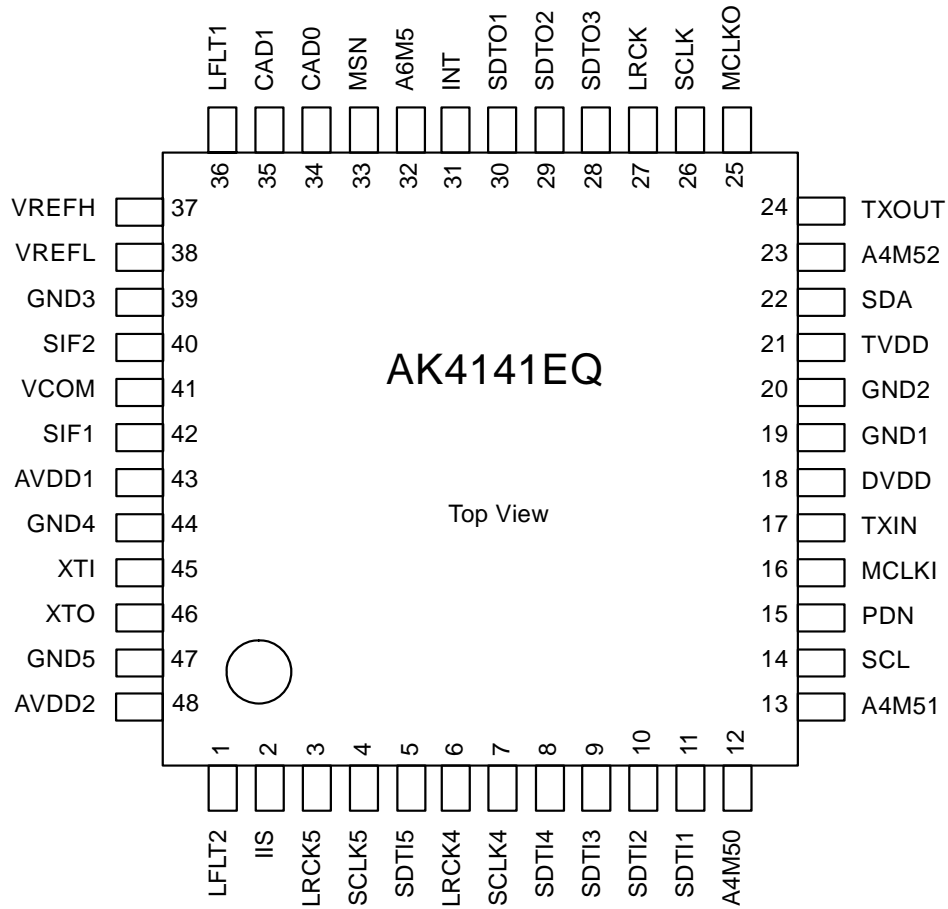 LFLT1
CAD1
CAD0
MSN
A6M5
INT
SDTO1
SDTO2
SDTO3
LRCK
SCLK
MCLKO
36
35
34
33
32
31
30
29
28
27
26
25
VREFH 37
VREFL 38
GND3 39
SIF2 40
VCOM 41
SIF1 42
AVDD1 43
GND4 44
XTI 45
XTO 46
GND5 47
AVDD2 48
AK4141EQ
Top View
24 TXOUT
23 A4M52
22 SDA
21 TVDD
20 GND2
19 GND1
18 DVDD
17 TXIN
16 MCLKI
15 PDN
14 SCL
13 A4M51
1
2
3
4
5
6
7
8
9
10
11
12
LFLT2
IIS
LRCK5
SCLK5
SDTI5
LRCK4
SCLK4
SDTI4
SDTI3
SDTI2
SDTI1
A4M50